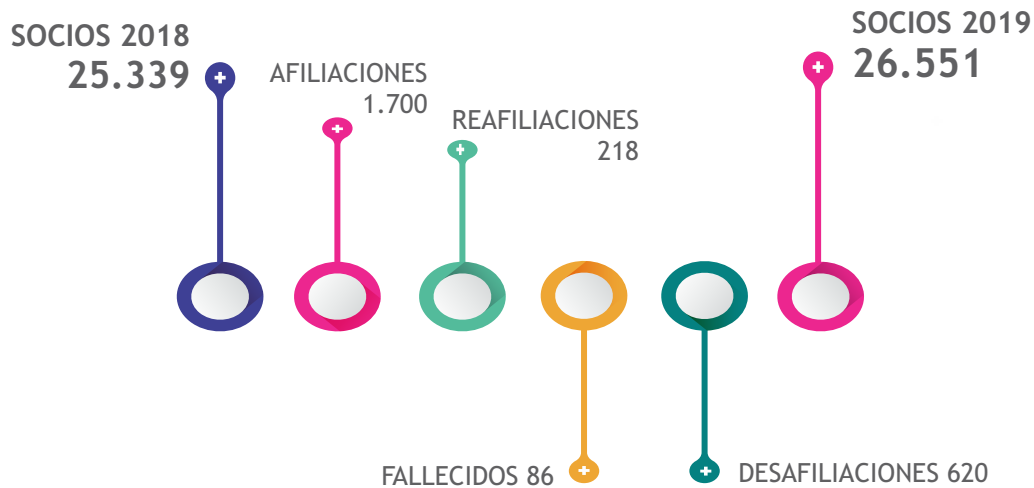 SOCIOS 2018
25.339
AFILIACIONES
1.700
REAFILIACIONES
218
SOCIOS 2019
26.551
FALLECIDOS 86
DESAFILIACIONES 620